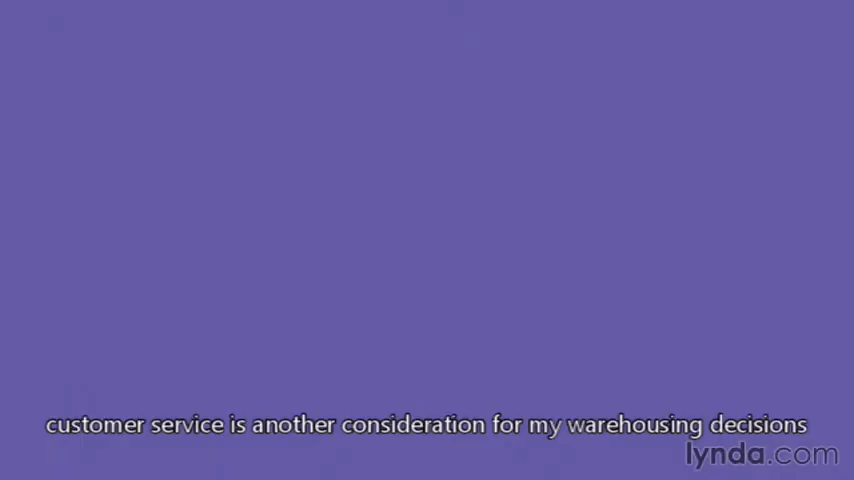 customer service is another consideration for my warehousing decisions
lynda.com